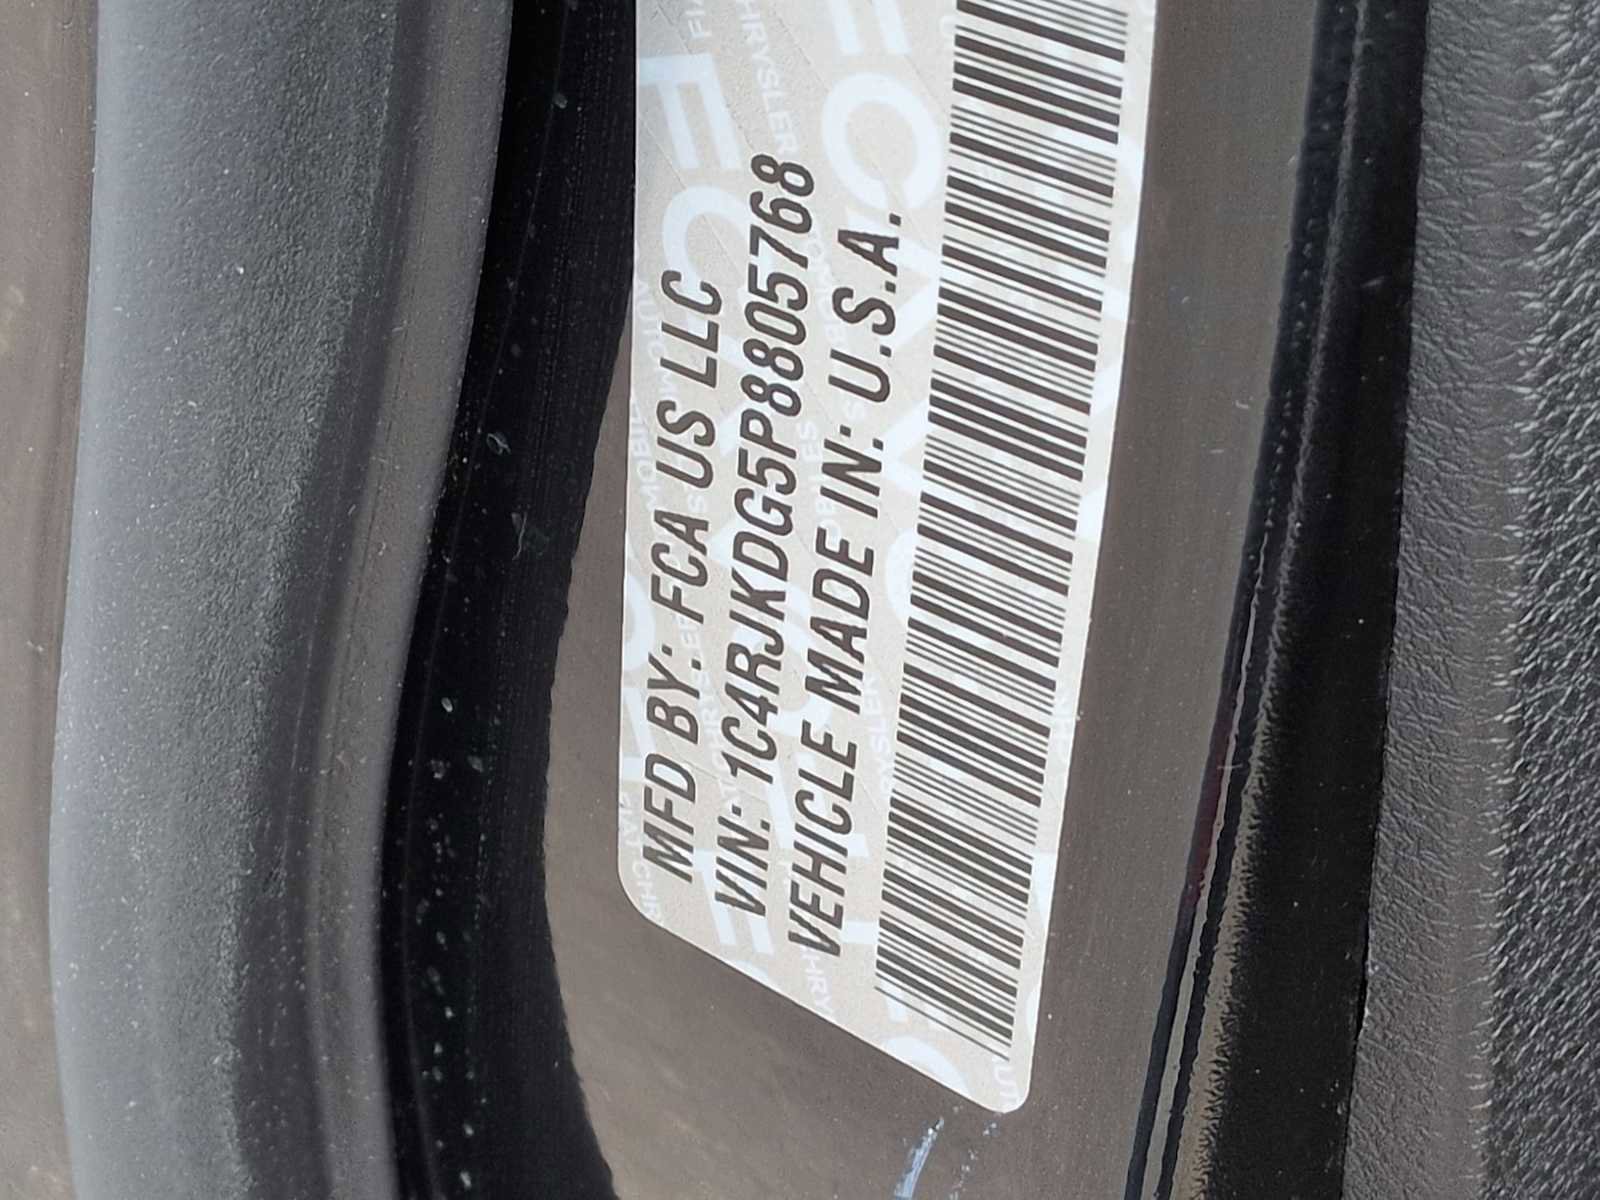 MFD BY: FCA US LLC
VIN: 1C4RJKDG5P8805768
VEHICLE MADE IN: U.S.A.